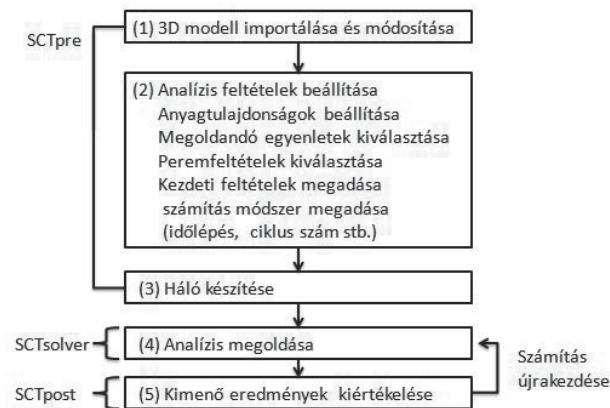 SCTpre
(1) 3D modell importálása és módosítása
(2) Analízis feltételek beállítása
Anyagtulajdonságok beállítása
Megoldandó egyenletek kiválasztása
Peremfeltételek kiválasztása
Kezdeti feltételek megadása
számítás módszer megadása
(időlépés, ciklus szám stb.)
(3) Háló készítése
SCTsolver
(4) Analízis megoldása
SCTpost
(5) Kimenő eredmények kiértékelése
Számítás
újrakezdése